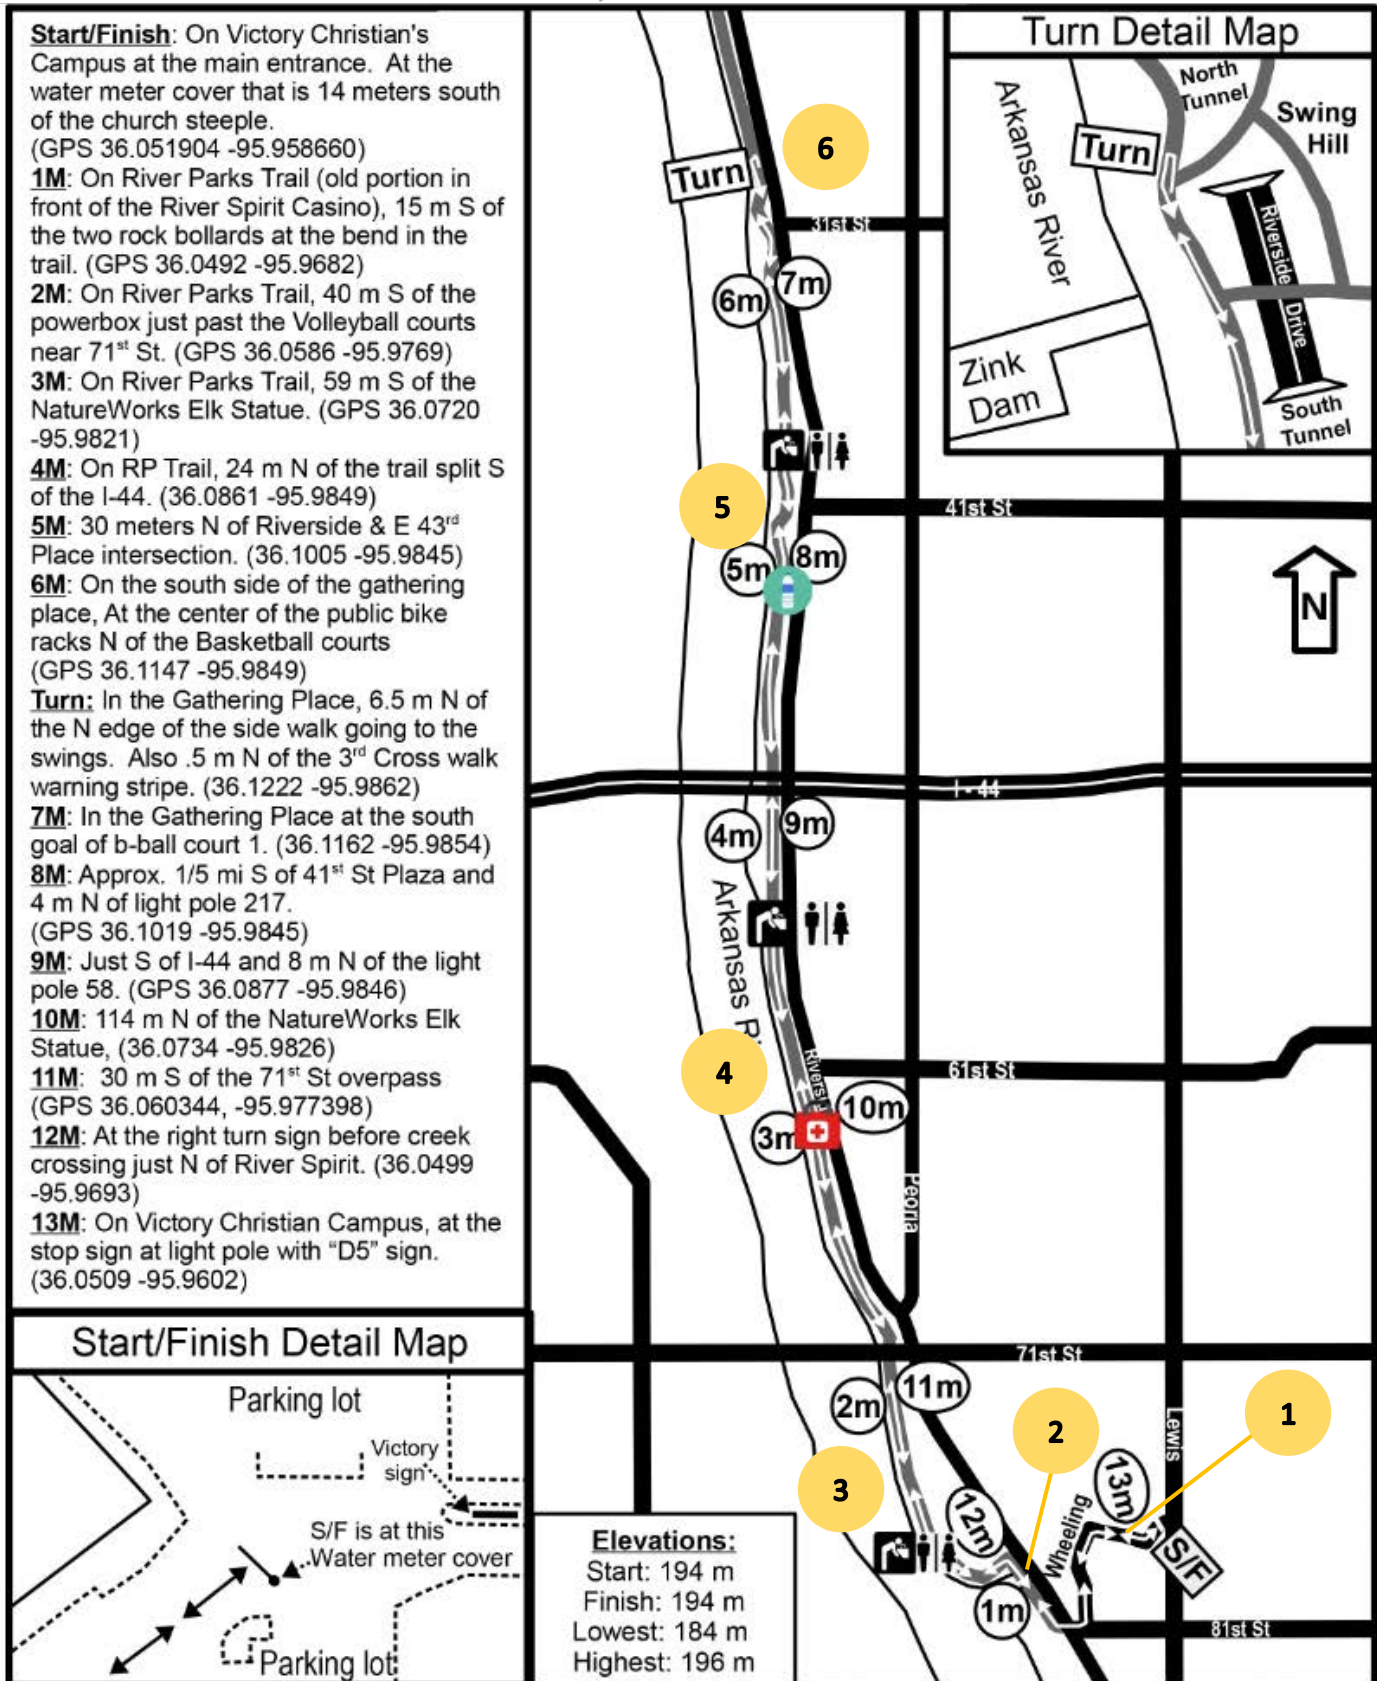 Start/Finish: On Victory Christian's
Campus at the main entrance. At the
water meter cover that is 14 meters south
of the church steeple.
(GPS 36.051904 -95.958660)
1M: On River Parks Trail (old portion in
front of the River Spirit Casino), 15 m S of
the two rock bollards at the bend in the
trail. (GPS 36.0492 -95.9682)
2M: On River Parks Trail, 40 m S of the
powerbox just past the Volleyball courts
near 71st St. (GPS 36.0586 -95.9769)
3M: On River Parks Trail, 59 m S of the
NatureWorks Elk Statue. (GPS 36.0720
-95.9821)
4M: On RP Trail, 24 m N of the trail split S
of the I-44. (36.0861 -95.9849)
5M: 30 meters N of Riverside & E 43rd
Place intersection. (36.1005 -95.9845)
6M: On the south side of the gathering
place, At the center of the public bike
racks N of the Basketball courts
(GPS 36.1147 -95.9849)
Turn: In the Gathering Place, 6.5 m N of
the N edge of the side walk going to the
swings. Also .5 m N of the 3rd Cross walk
warning stripe. (36.1222 -95.9862)
7M: In the Gathering Place at the south
goal of b-ball court 1. (36.1162 -95.9854)
8M: Approx. 1/5 mi S of 41st St Plaza and
4 m N of light pole 217.
(GPS 36.1019 -95.9845)
9M: Just S of I-44 and 8 m N of the light
pole 58. (GPS 36.0877 -95.9846)
10M: 114 m N of the NatureWorks Elk
Statue, (36.0734 -95.9826)
11M: 30 m S of the 71st St overpass
(GPS 36.060344, -95.977398)
12M: At the right turn sign before creek
crossing just N of River Spirit. (36.0499
-95.9693)
13M: On Victory Christian Campus, at the
stop sign at light pole with “D5” sign.
(36.0509 -95.9602)
Start/Finish Detail Map
Parking lot
Victory
sign
S/F is at this
Water meter cover
Parking lot
Elevations:
Start: 194 m
Finish: 194 m
Lowest: 184 m
Highest: 196 m
Turn Detail Map
North
Tunnel
Swing
Hill
Turn
Arkansas River
Riverside Drive
Zink
Dam
South
Tunnel
6
Turn
31st St
7m
6m
5
41st St
8m
5m
N
I - 44
9m
4m
Arkansas Ri
4
Rivers
61st St
10m
3m
Peoria
71st St
11m
2m
Lewis
1
2
3
13m
12m
Wheeling
S/F
1m
81st St